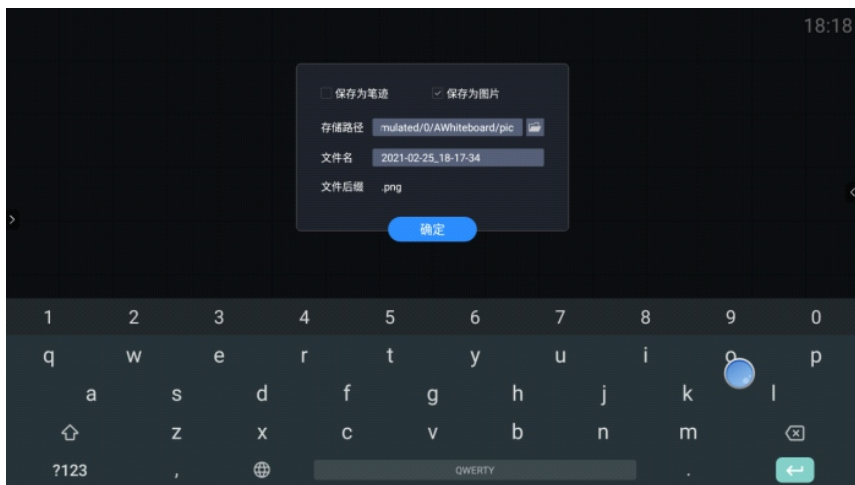 18:18
保存为笔迹 保存为图片
存储路径 mulated/0/AWhiteboard/pic
文件名 2021-02-25_18-17-34
文件后缀 .png
确定
1 2 3 4 5 6 7 8 9 0
q w e r t y u i o p
a s d f g h j k l
z x c v b n m
?123 , QWERTY .